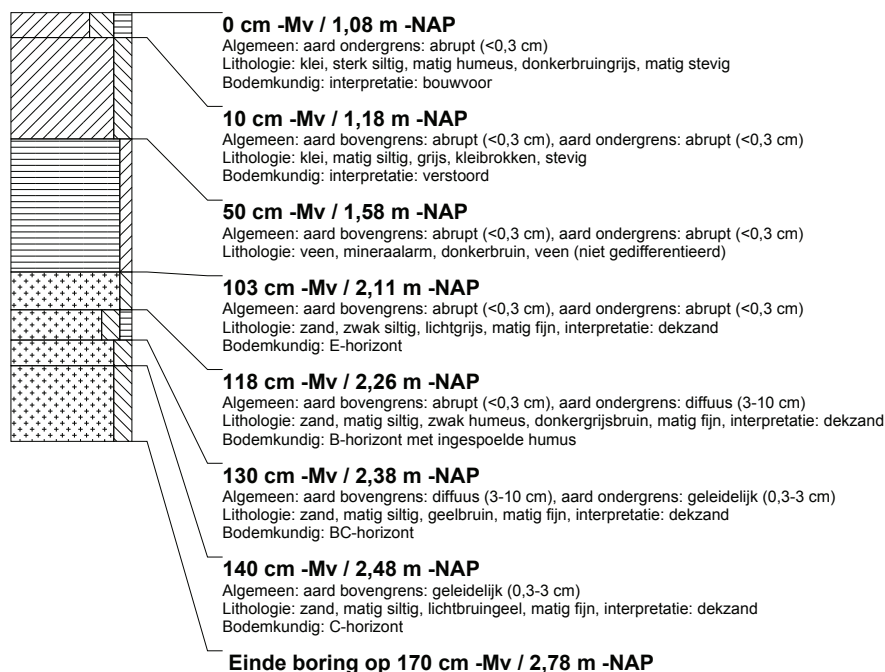 0 cm -Mv / 1,08 m -NAP
Algemeen: aard ondergrens: abrupt (<0,3 cm)
Lithologie: klei, sterk siltig, matig humeus, donkerbruingrijs, matig stevig
Bodemkundig: interpretatie: bouwvoor
10 cm -Mv / 1,18 m -NAP
Algemeen: aard bovengrens: abrupt (<0,3 cm), aard ondergrens: abrupt (<0,3 cm)
Lithologie: klei, matig siltig, grijs, kleibrokken, stevig
Bodemkundig: interpretatie: verstoord
50 cm -Mv / 1,58 m -NAP
Algemeen: aard bovengrens: abrupt (<0,3 cm), aard ondergrens: abrupt (<0,3 cm)
Lithologie: veen, mineraalarm, donkerbruin, veen (niet gedifferentieerd)
103 cm -Mv / 2,11 m -NAP
Algemeen: aard bovengrens: abrupt (<0,3 cm), aard ondergrens: abrupt (<0,3 cm)
Lithologie: zand, zwak siltig, lichtgrijs, matig fijn, interpretatie: dekzand
Bodemkundig: E-horizont
118 cm -Mv / 2,26 m -NAP
Algemeen: aard bovengrens: abrupt (<0,3 cm), aard ondergrens: diffuus (3-10 cm)
Lithologie: zand, matig siltig, zwak humeus, donkergrijsbruin, matig fijn, interpretatie: dekzand
Bodemkundig: B-horizont met ingespoelde humus
130 cm -Mv / 2,38 m -NAP
Algemeen: aard bovengrens: diffuus (3-10 cm), aard ondergrens: geleidelijk (0,3-3 cm)
Lithologie: zand, matig siltig, geelbruin, matig fijn, interpretatie: dekzand
Bodemkundig: BC-horizont
140 cm -Mv / 2,48 m -NAP
Algemeen: aard bovengrens: geleidelijk (0,3-3 cm)
Lithologie: zand, matig siltig, lichtbruingeel, matig fijn, interpretatie: dekzand
Bodemkundig: C-horizont
Einde boring op 170 cm -Mv / 2,78 m -NAP